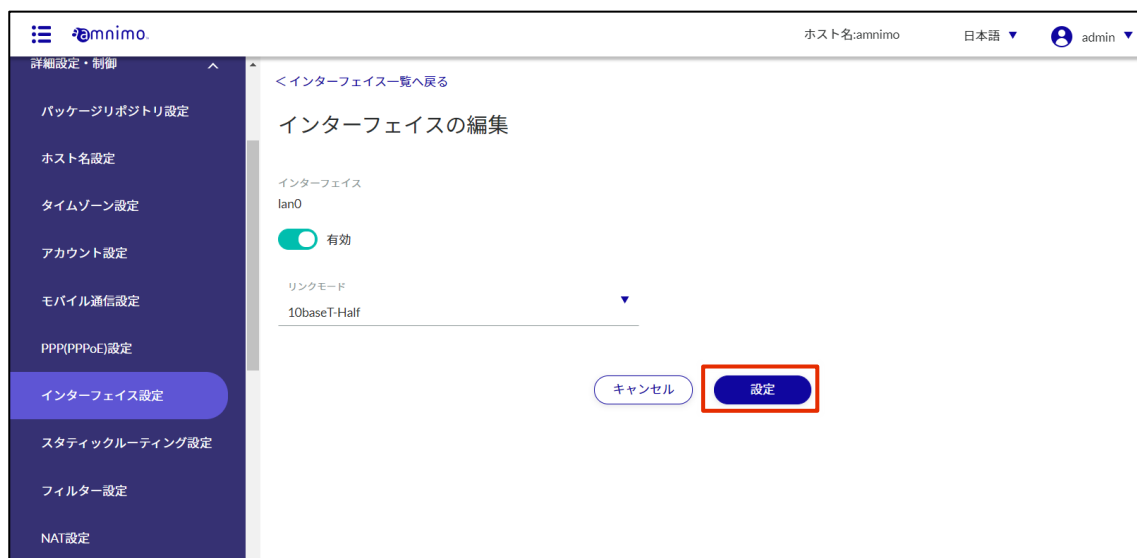 amnimo.
ホスト名:amnimo
日本語 ▼
admin ▼
詳細設定・制御
パッケージリポジトリ設定
ホスト名設定
タイムゾーン設定
アカウント設定
モバイル通信設定
PPP(PPPoE)設定
インターフェイス設定
スタティックルーティング設定
フィルター設定
NAT設定
＜インターフェイス一覧へ戻る
インターフェイスの編集
インターフェイス
lan0
有効
リンクモード
10baseT-Half
キャンセル
設定